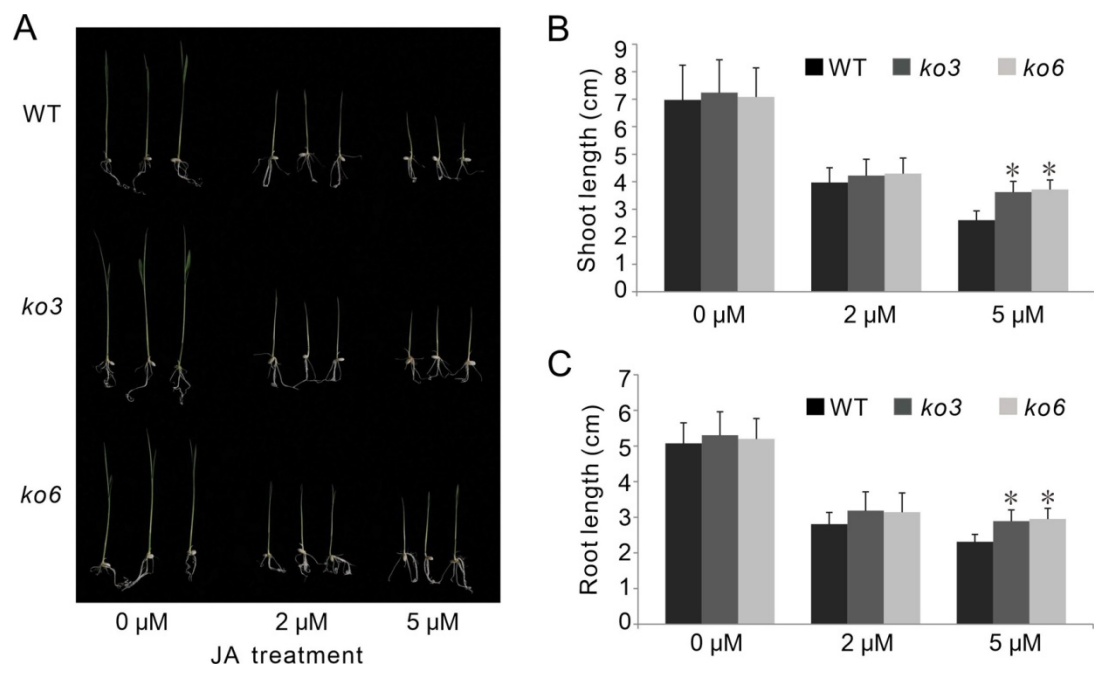 A
WT
ko3
ko6
0 μM 2 μM 5 μM
JA treatment
B
Shoot length (cm)
9
8
7
6
5
4
3
2
1
0
WT ko3 ko6
* *
0 μM 2 μM 5 μM
C
Root length (cm)
7
6
5
4
3
2
1
0
WT ko3 ko6
* *
0 μM 2 μM 5 μM